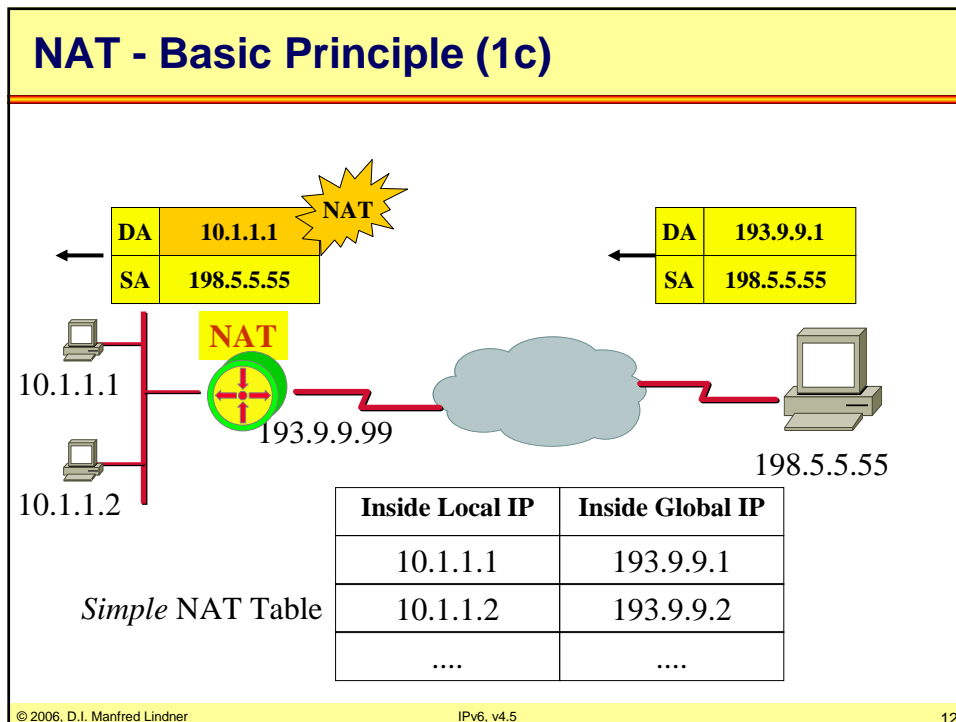 NAT - Basic Principle (1c)
NAT
DA 10.1.1.1
SA 198.5.5.55
DA 193.9.9.1
SA 198.5.5.55
NAT
10.1.1.1
193.9.9.99
10.1.1.2
198.5.5.55
Simple NAT Table
Inside Local IP Inside Global IP
10.1.1.1 193.9.9.1
10.1.1.2 193.9.9.2
.... ....
© 2006, D.I. Manfred Lindner IPv6, v4.5 12